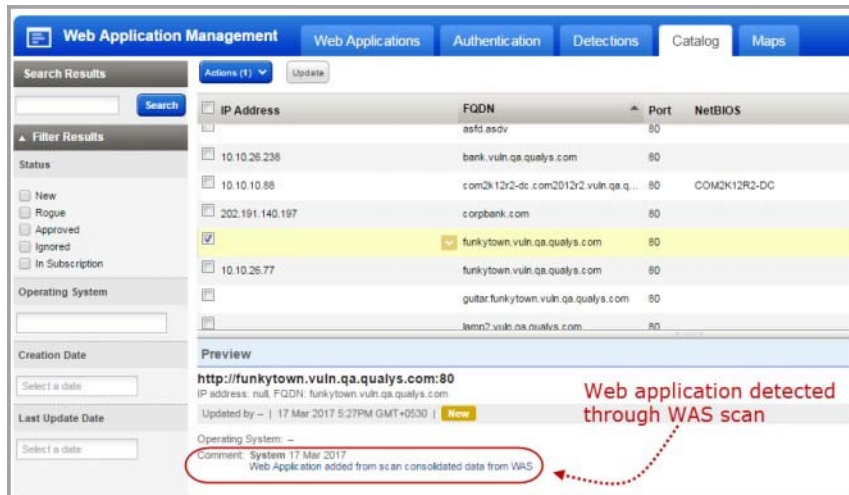 Web Application Management
Web Applications
Authentication
Detections
Catalog
Maps
Search Results
Search
Filter Results
Status
New
Rogue
Approved
Ignored
In Subscription
Operating System
Creation Date
Select a date
Last Update Date
Select a date
Actions (1)
Update
IP Address FQDN Port NetBIOS
asfd.asdv 80
10.10.26.238 bank.vuln.qa.qualys.com 80
10.10.10.88 com2k12r2-dc.com2012r2.vuln.qa.q... 80 COM2K12R2-DC
202.191.140.197 corpbank.com 80
funkytown.vuln.qa.qualys.com 80
10.10.26.77 funkytown.vuln.qa.qualys.com 80
guitar.funkytown.vuln.qa.qualys.com 80
lamp2.vuln.qa.qualys.com 80
Preview
http://funkytown.vuln.qa.qualys.com:80
IP address: null, FQDN: funkytown.vuln.qa.qualys.com
Updated by – | 17 Mar 2017 5:27PM GMT+0530 | New
Operating System: –
Comment: System 17 Mar 2017
Web Application added from scan consolidated data from WAS
Web application detected
through WAS scan